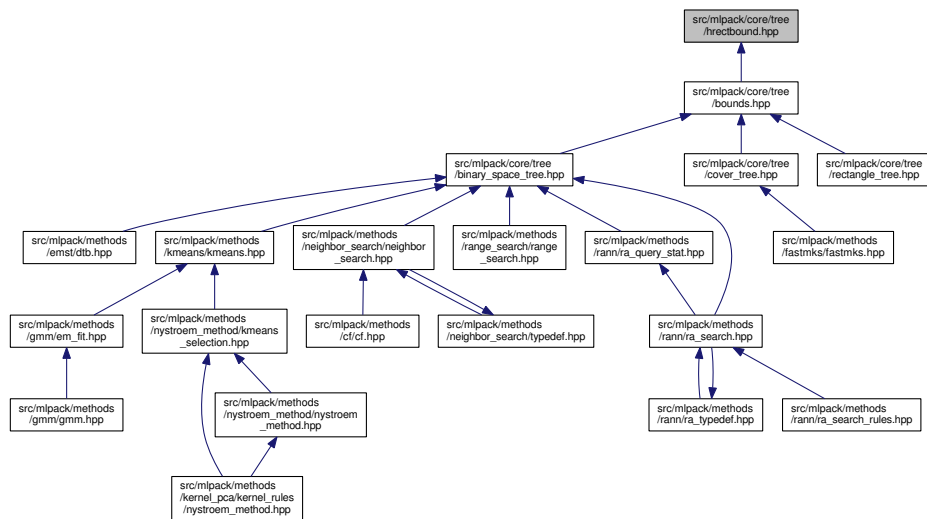 src/mlpack/core/tree
/hrectbound.hpp
src/mlpack/core/tree
/bounds.hpp
src/mlpack/core/tree
/binary_space_tree.hpp
src/mlpack/core/tree
/cover_tree.hpp
src/mlpack/core/tree
/rectangle_tree.hpp
src/mlpack/methods
/emst/dtb.hpp
src/mlpack/methods
/kmeans/kmeans.hpp
src/mlpack/methods
/neighbor_search/neighbor
_search.hpp
src/mlpack/methods
/range_search/range
_search.hpp
src/mlpack/methods
/rann/ra_query_stat.hpp
src/mlpack/methods
/fastmks/fastmks.hpp
src/mlpack/methods
/gmm/em_fit.hpp
src/mlpack/methods
/nystroem_method/kmeans
_selection.hpp
src/mlpack/methods
/cf/cf.hpp
src/mlpack/methods
/neighbor_search/typedef.hpp
src/mlpack/methods
/rann/ra_search.hpp
src/mlpack/methods
/gmm/gmm.hpp
src/mlpack/methods
/nystroem_method/nystroem
_method.hpp
src/mlpack/methods
/rann/ra_typedef.hpp
src/mlpack/methods
/rann/ra_search_rules.hpp
src/mlpack/methods
/kernel_pca/kernel_rules
/nystroem_method.hpp